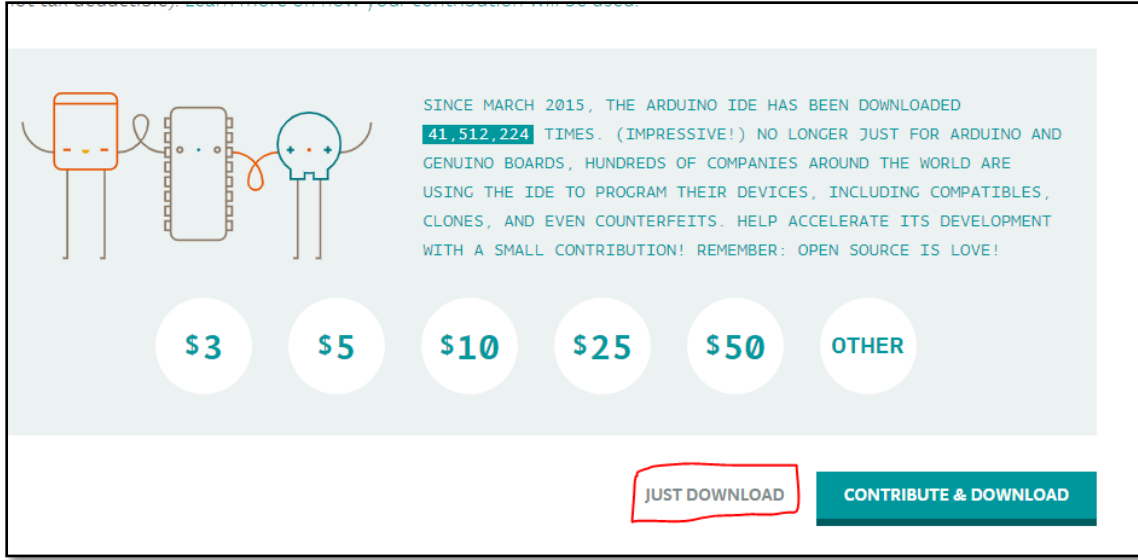 SINCE MARCH 2015, THE ARDUINO IDE HAS BEEN DOWNLOADED
41,512,224 TIMES. (IMPRESSIVE!) NO LONGER JUST FOR ARDUINO AND
GENUINO BOARDS, HUNDREDS OF COMPANIES AROUND THE WORLD ARE
USING THE IDE TO PROGRAM THEIR DEVICES, INCLUDING COMPATIBLES,
CLONES, AND EVEN COUNTERFEITS. HELP ACCELERATE ITS DEVELOPMENT
WITH A SMALL CONTRIBUTION! REMEMBER: OPEN SOURCE IS LOVE!
$3 $5 $10 $25 $50 OTHER
JUST DOWNLOAD CONTRIBUTE & DOWNLOAD